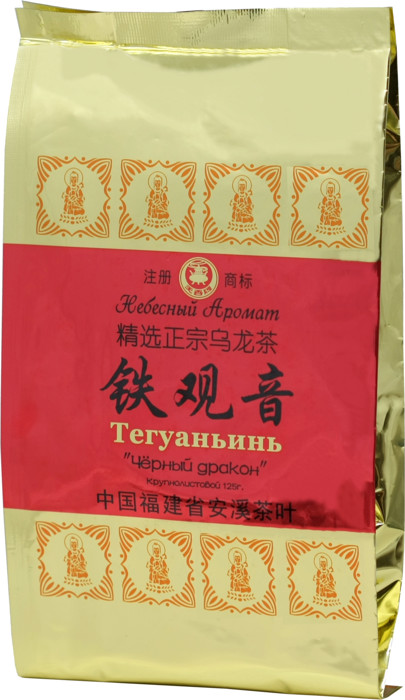 注册 商标
Небесный Аромат
精选正宗乌龙茶
铁观音
Тегуаньинь
"Чёрный дракон"
Крупнолистовой 125г.
中国福建省安溪茶叶